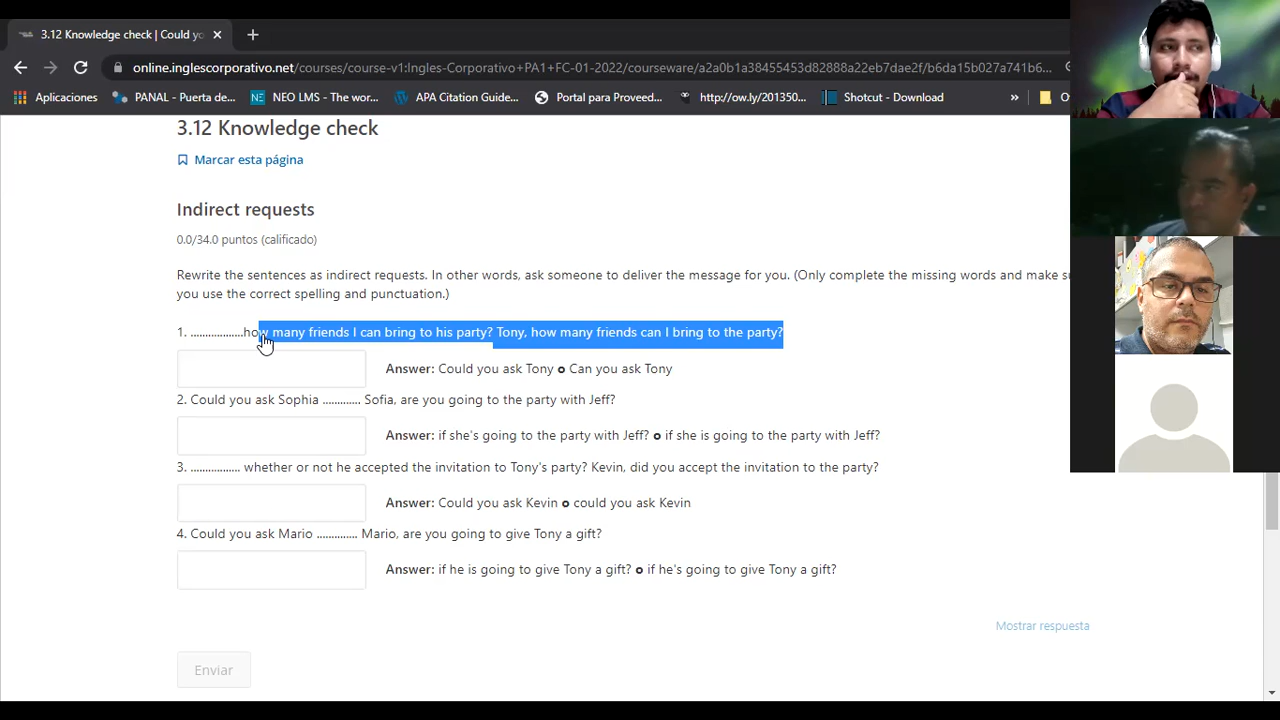 3.12 Knowledge check | Could yo
online.inglescorporativo.net/courses/course-v1:Ingles-Corporativo+PA1+FC-01-2022/courseware/a2a0b1a38455453d82888a22eb7dae2f/b6da15b027a741b6...
Aplicaciones PANAL - Puerta de... NEO LMS - The wor... APA Citation Guide... Portal para Proveed... http://ow.ly/201350... Shotcut - Download » O
3.12 Knowledge check
Marcar esta página
Indirect requests
0.0/34.0 puntos (calificado)
Rewrite the sentences as indirect requests. In other words, ask someone to deliver the message for you. (Only complete the missing words and make su
you use the correct spelling and punctuation.)
1. ..................how many friends I can bring to his party? Tony, how many friends can I bring to the party?
Answer: Could you ask Tony o Can you ask Tony
2. Could you ask Sophia ............. Sofia, are you going to the party with Jeff?
Answer: if she's going to the party with Jeff? o if she is going to the party with Jeff?
3. ................. whether or not he accepted the invitation to Tony's party? Kevin, did you accept the invitation to the party?
Answer: Could you ask Kevin o could you ask Kevin
4. Could you ask Mario .............. Mario, are you going to give Tony a gift?
Answer: if he is going to give Tony a gift? o if he's going to give Tony a gift?
Mostrar respuesta
Enviar